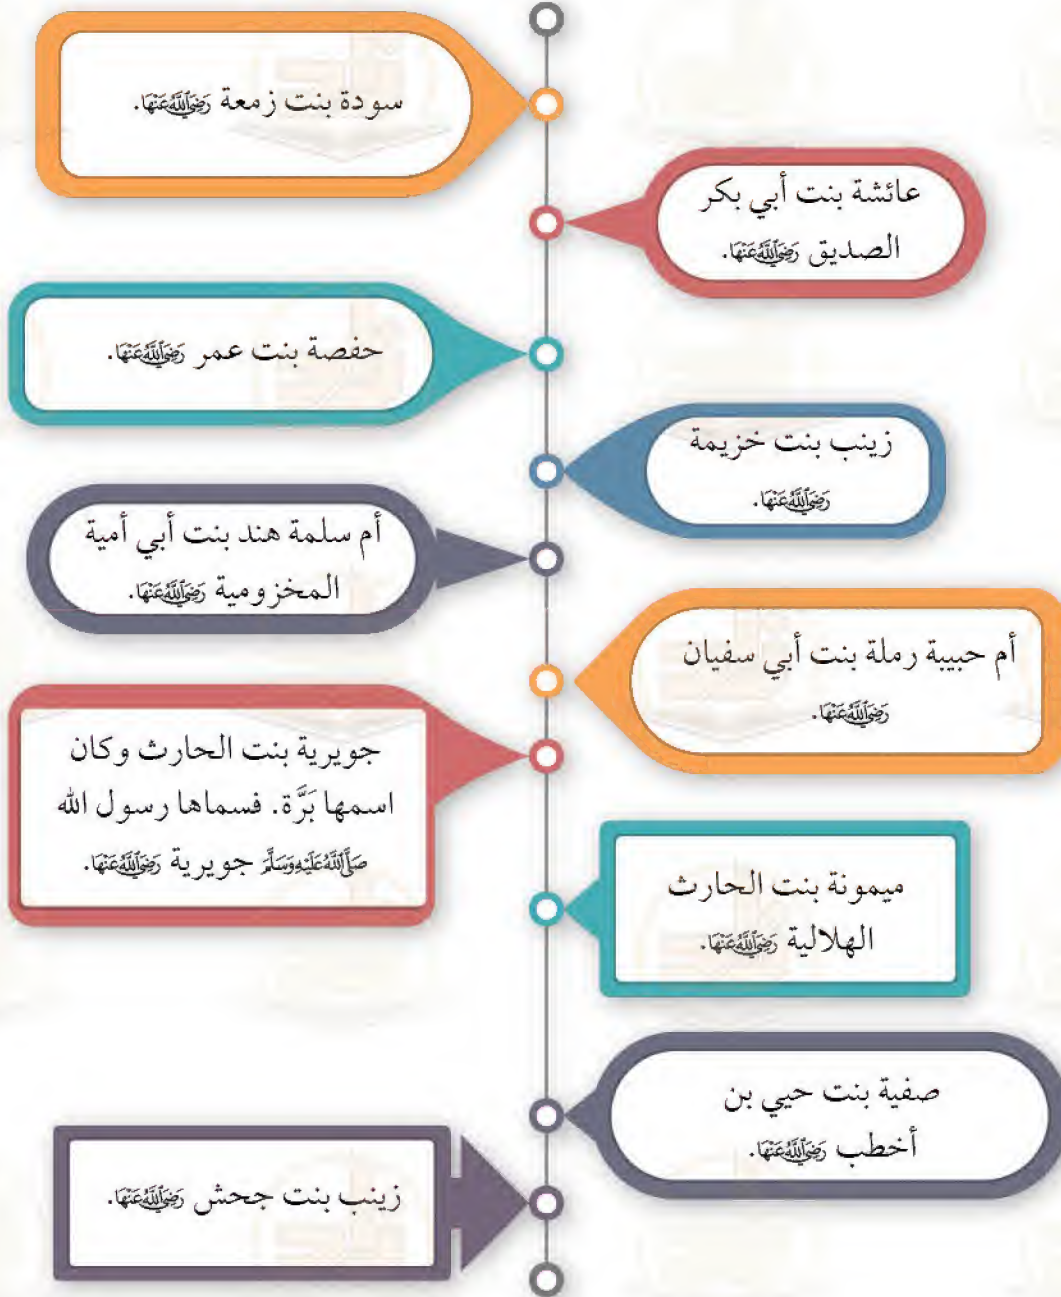 سودة بنت زمعة رَضِيَ اللَّهُ عَنْهَا.
عائشة بنت أبي بكر
الصديق رَضِيَ اللَّهُ عَنْهَا.
حفصة بنت عمر رَضِيَ اللَّهُ عَنْهَا.
زينب بنت خزيمة
رَضِيَ اللَّهُ عَنْهَا.
أم سلمة هند بنت أبي أمية
المخزومية رَضِيَ اللَّهُ عَنْهَا.
أم حبيبة رملة بنت أبي سفيان
رَضِيَ اللَّهُ عَنْهَا.
جويرية بنت الحارث وكان
اسمها بَرَّة. فسماها رسول الله
صَلَّى اللَّهُ عَلَيْهِ وَسَلَّمَ جويرية رَضِيَ اللَّهُ عَنْهَا.
ميمونة بنت الحارث
الهلالية رَضِيَ اللَّهُ عَنْهَا.
صفية بنت حيي بن
أخطب رَضِيَ اللَّهُ عَنْهَا.
زينب بنت جحش رَضِيَ اللَّهُ عَنْهَا.